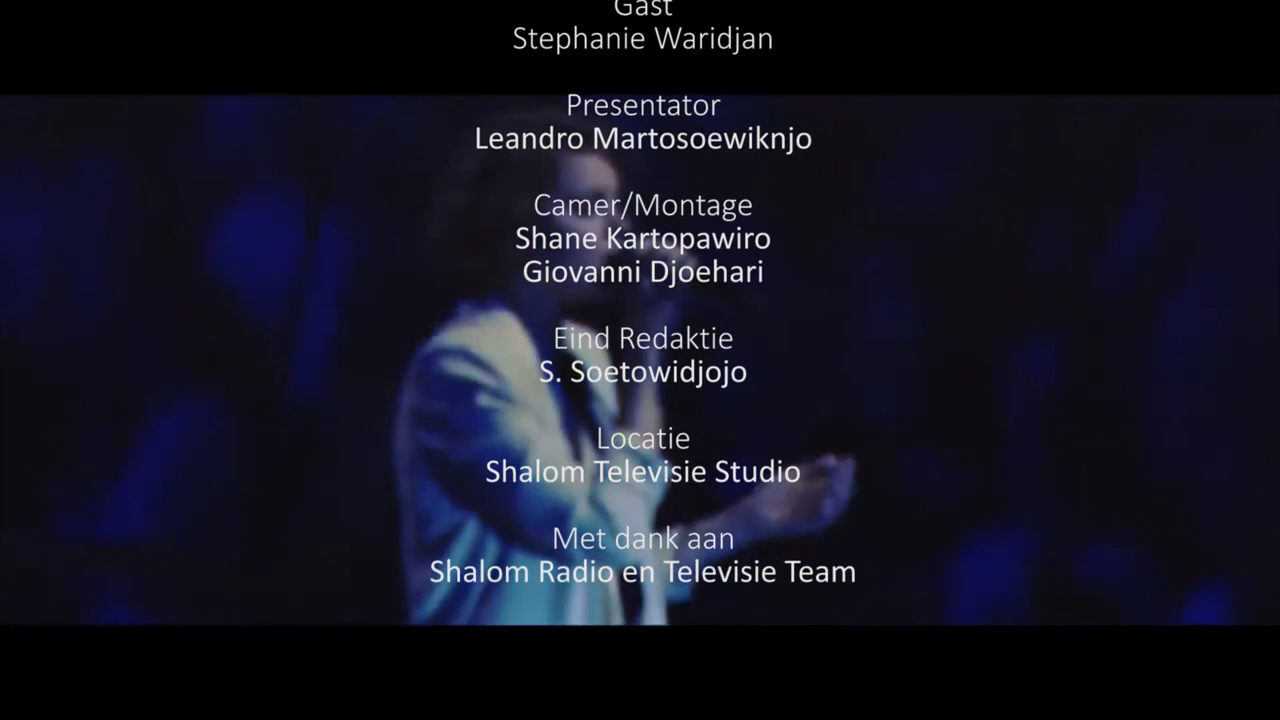 Gast
Stephanie Waridjan
Presentator
Leandro Martosoewiknjo
Camer/Montage
Shane Kartopawiro
Giovanni Djoehari
Eind Redaktie
S. Soetowidjojo
Locatie
Shalom Televisie Studio
Met dank aan
Shalom Radio en Televisie Team